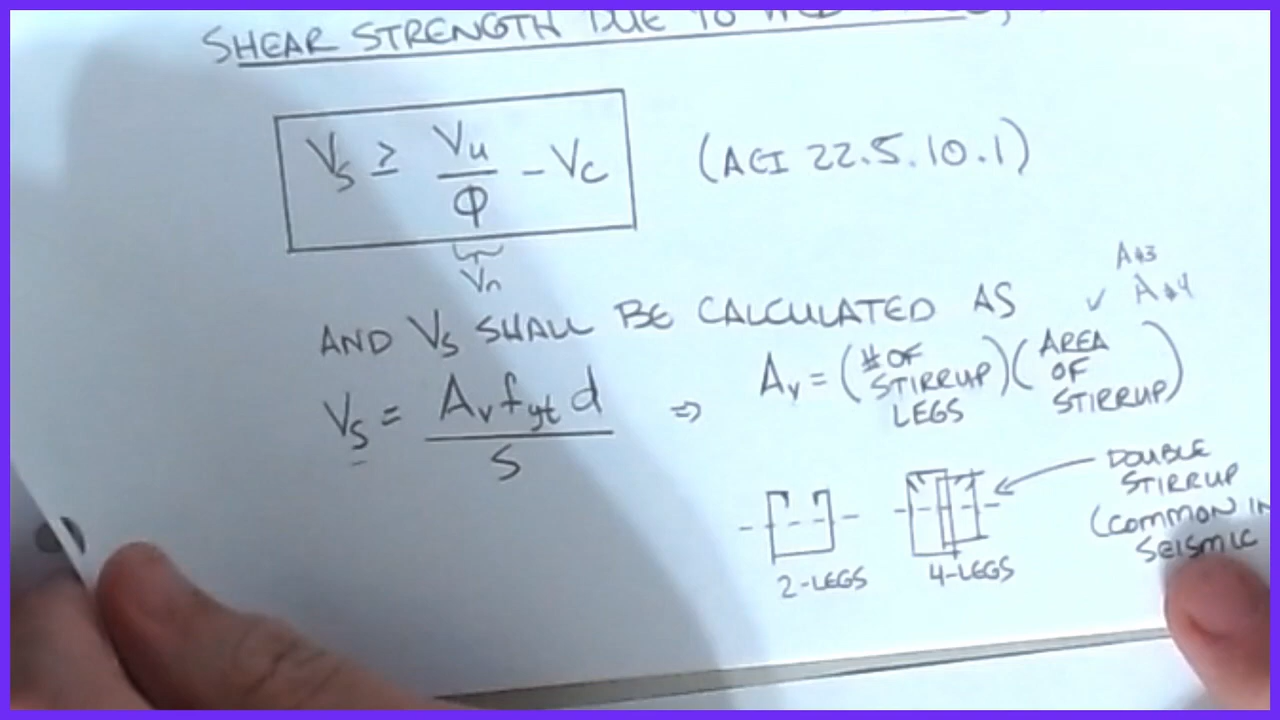 SHEAR STRENGTH DUE TO
Vs ≥ Vu/Φ - Vc (ACI 22.5.10.1)
Vn
AND Vs SHALL BE CALCULATED AS
A#3
✓ A#4
Vs = Av fyt d / s ⇒ Av = (# OF STIRRUP LEGS)(AREA OF STIRRUP)
2-LEGS
4-LEGS
DOUBLE
STIRRUP
(COMMON IN
SEISMIC